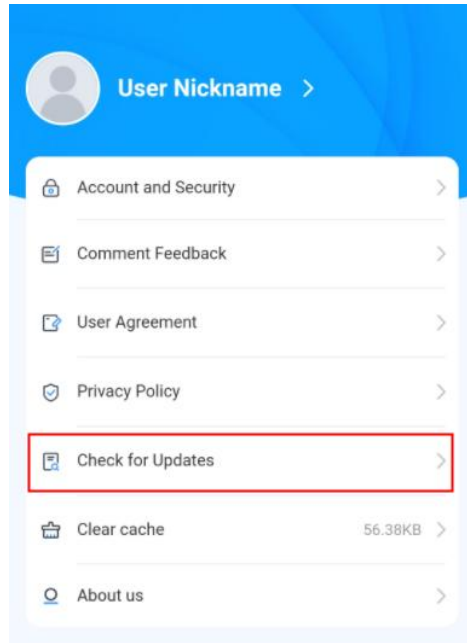 User Nickname
Account and Security
Comment Feedback
User Agreement
Privacy Policy
Check for Updates
Clear cache 56.38KB
About us